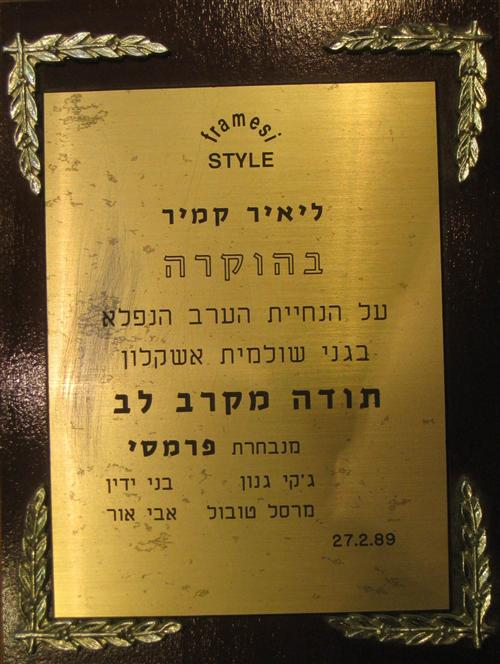 framesi
STYLE
ליאיר קמיר
בהוקרה
על הנחיית הערב הנפלא
בגני שולמית אשקלון
תודה מקרב לב
מנבחרת פרמסי
ג׳קי גנון בני ידין
מרסל טובול אבי אור
27.2.89